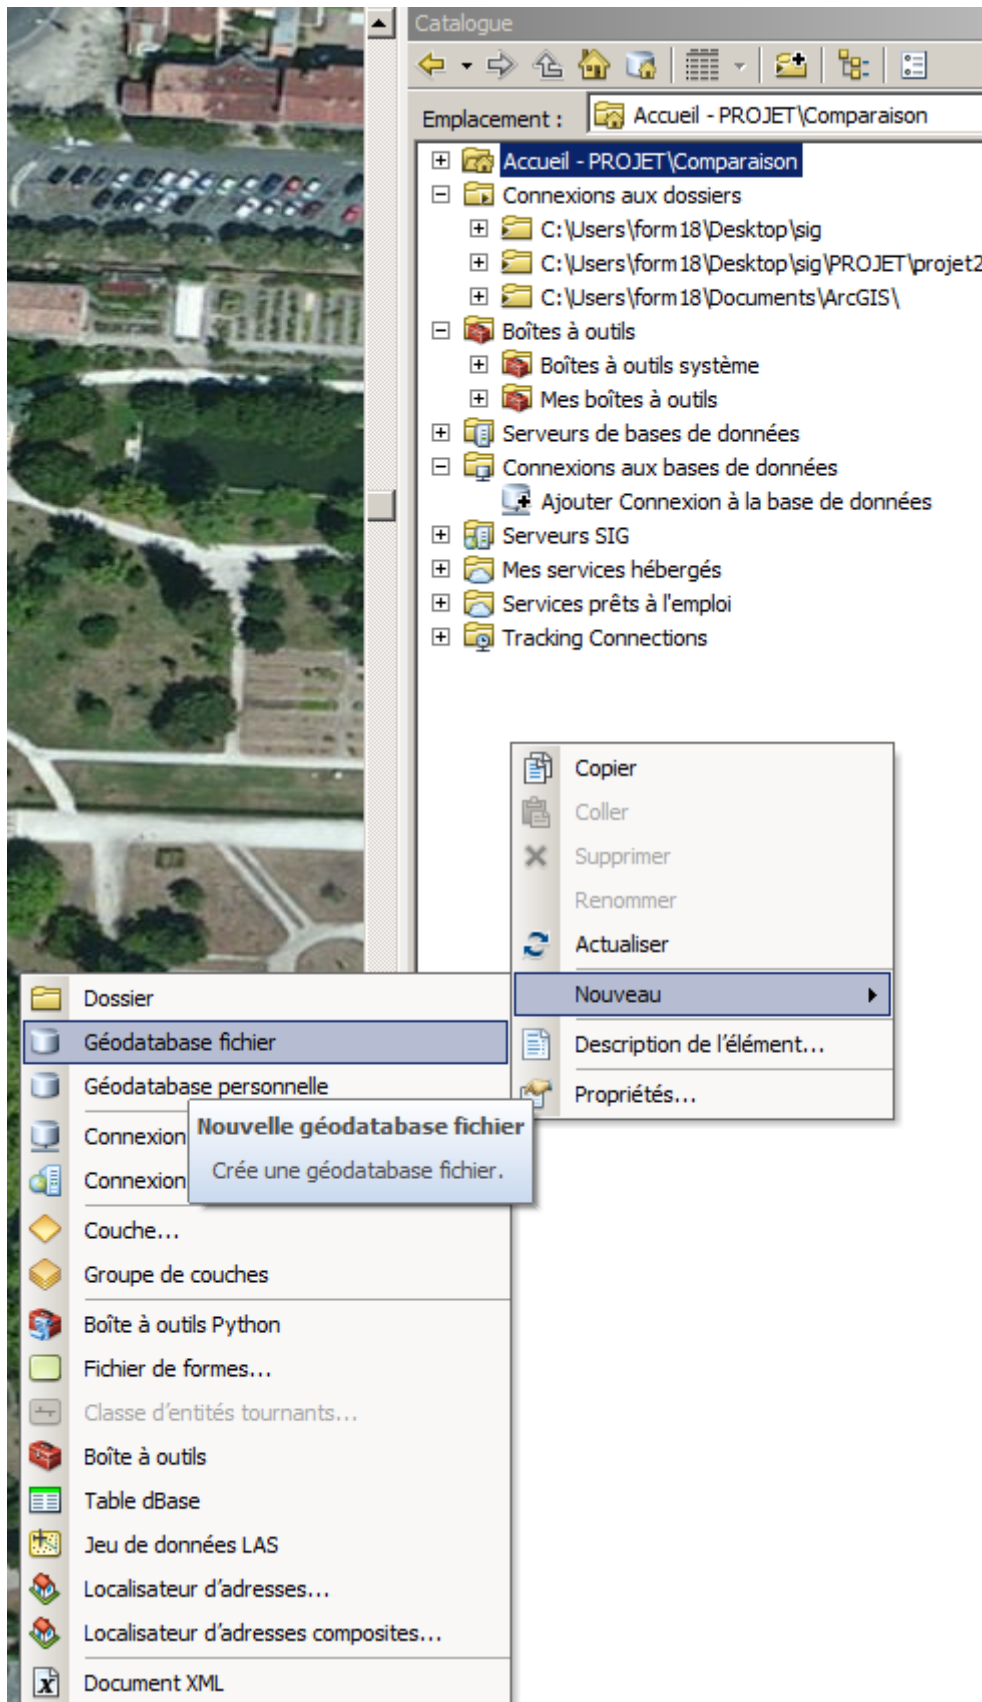 Catalogue
Emplacement :
Accueil - PROJET\Comparaison
Accueil - PROJET\Comparaison
Connexions aux dossiers
C:\Users\form18\Desktop\sig
C:\Users\form18\Desktop\sig\PROJET\projet2
C:\Users\form18\Documents\ArcGIS\
Boîtes à outils
Boîtes à outils système
Mes boîtes à outils
Serveurs de bases de données
Connexions aux bases de données
Ajouter Connexion à la base de données
Serveurs SIG
Mes services hébergés
Services prêts à l'emploi
Tracking Connections
Copier
Coller
Supprimer
Renommer
Actualiser
Nouveau
Description de l'élément...
Propriétés...
Dossier
Géodatabase fichier
Géodatabase personnelle
Connexion
Connexion
Nouvelle géodatabase fichier
Crée une géodatabase fichier.
Couche...
Groupe de couches
Boîte à outils Python
Fichier de formes...
Classe d'entités tournants...
Boîte à outils
Table dBase
Jeu de données LAS
Localisateur d'adresses...
Localisateur d'adresses composites...
Document XML